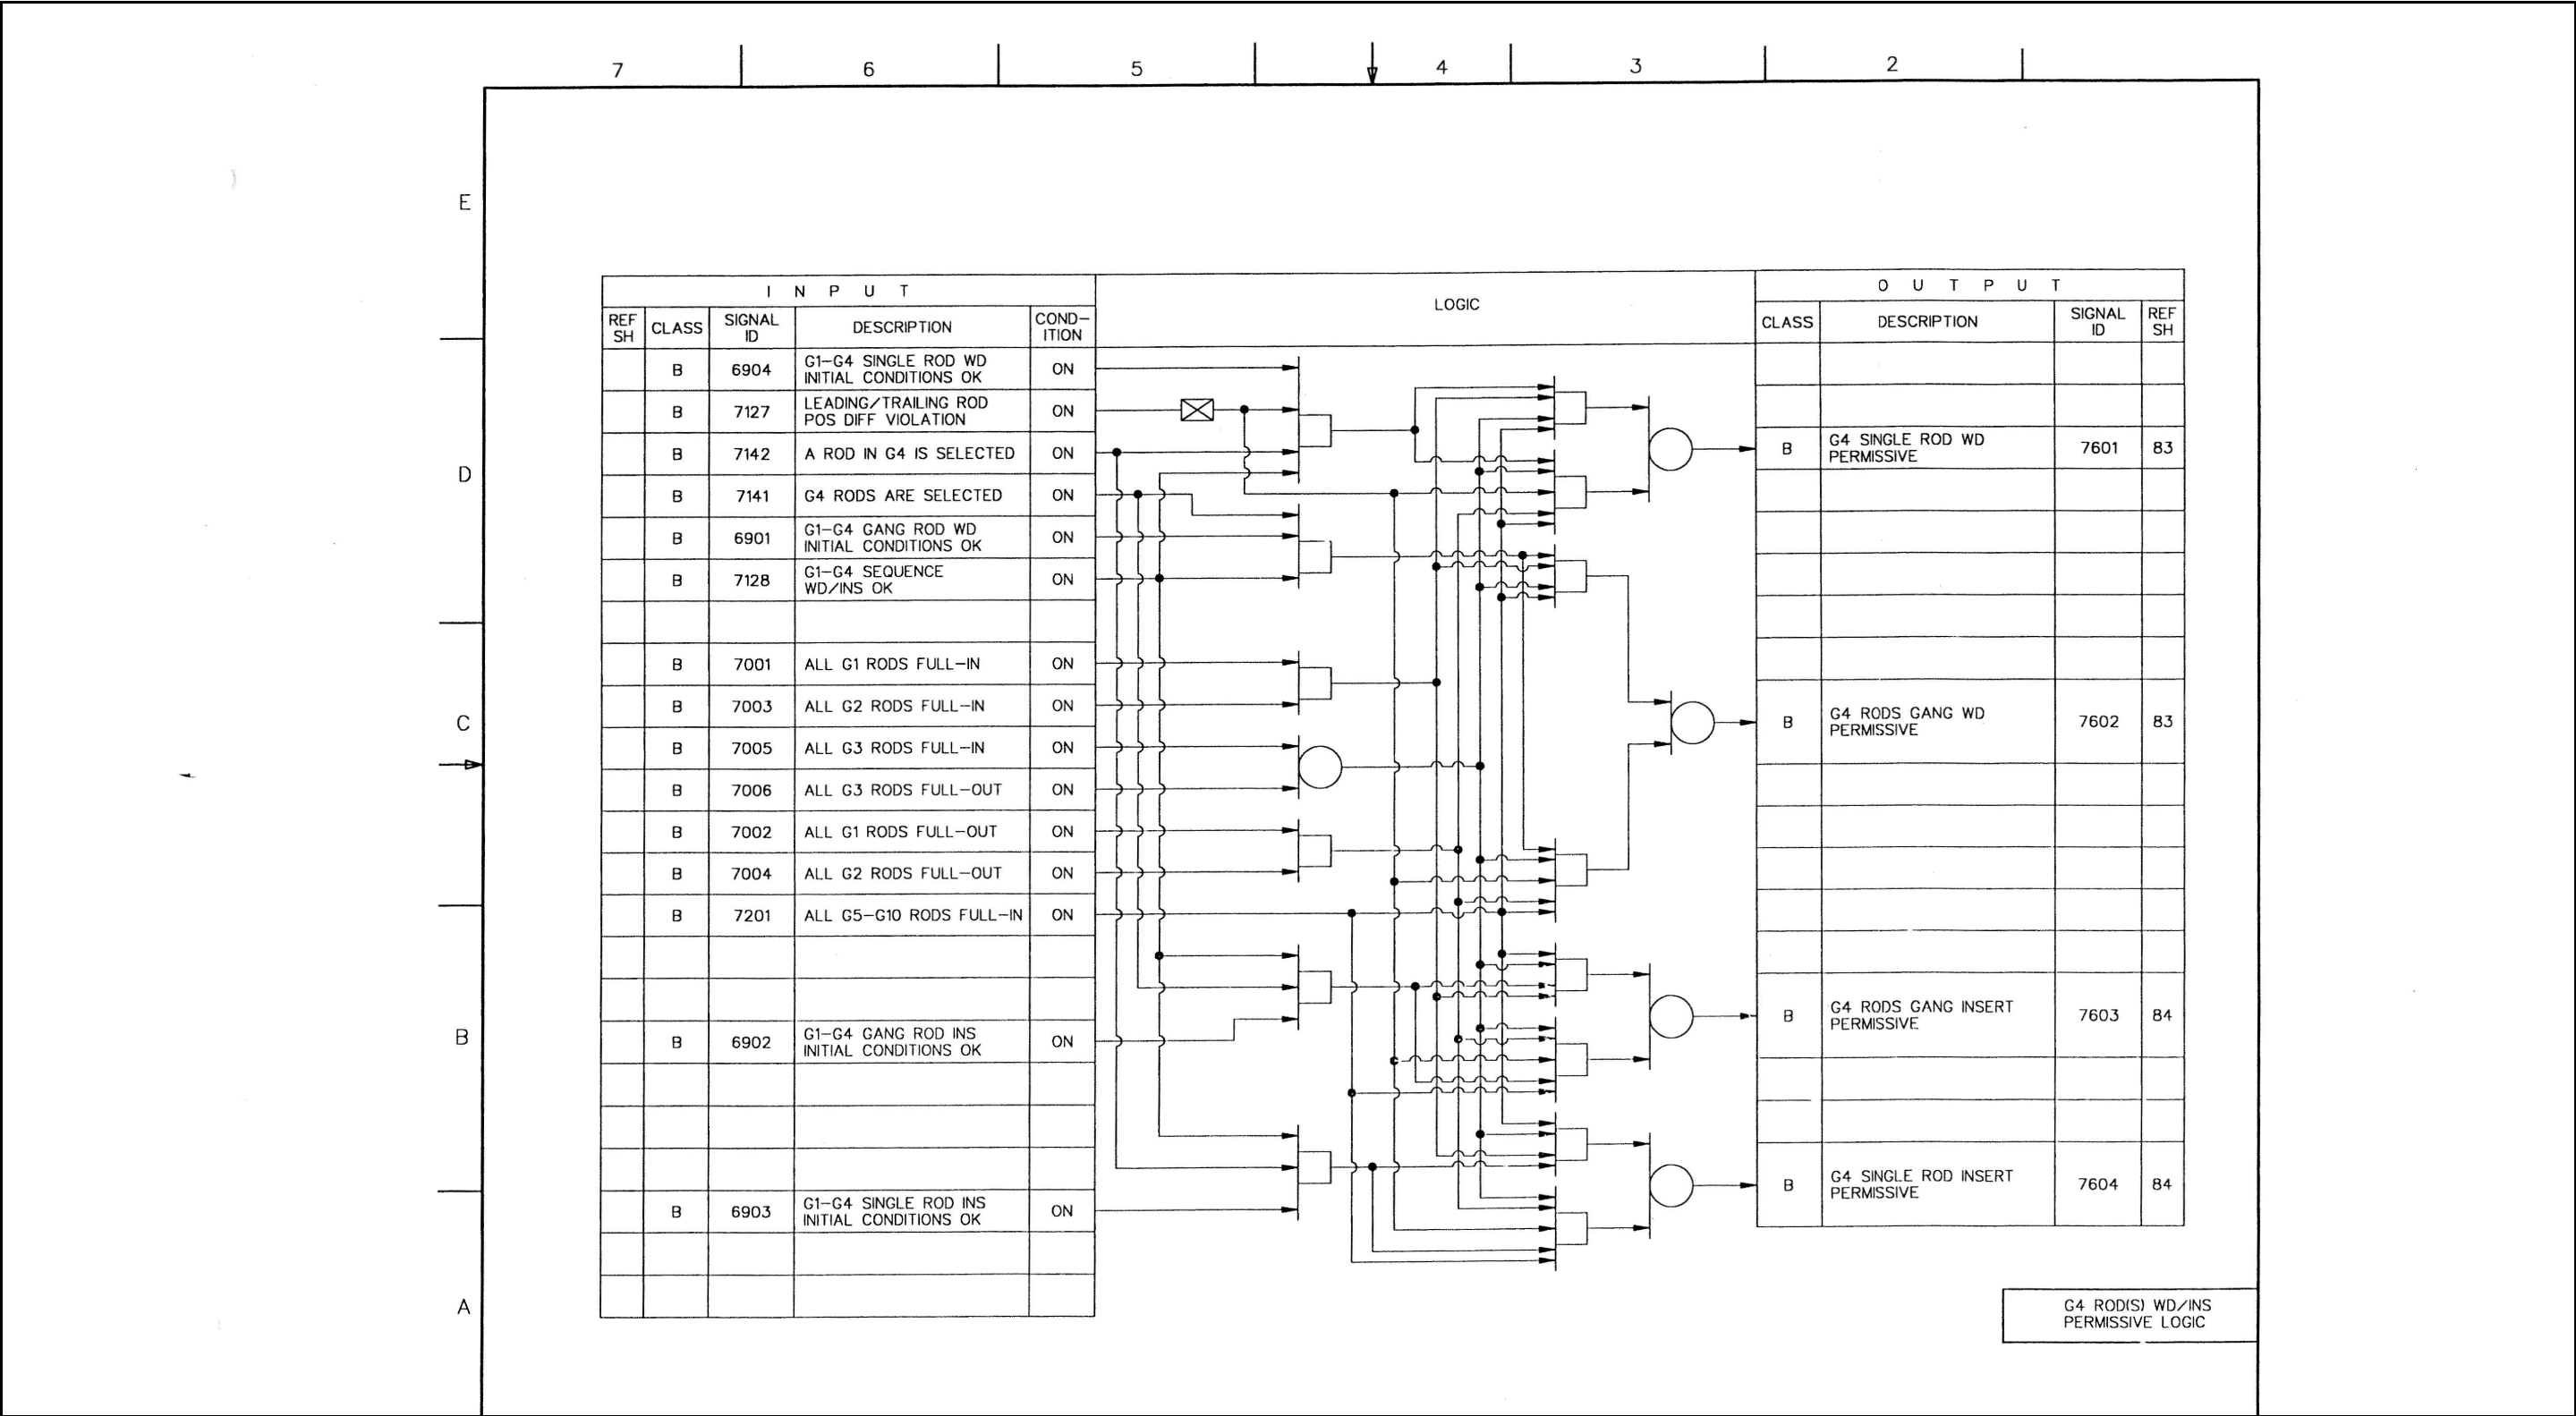 7 6 5 4 3 2
E
D
C
B
A
I N P U T
LOGIC
O U T P U T
REF SH CLASS SIGNAL ID DESCRIPTION COND-ITION
CLASS DESCRIPTION SIGNAL ID REF SH
B 6904 G1-G4 SINGLE ROD WD ON
INITIAL CONDITIONS OK
B 7127 LEADING/TRAILING ROD ON
POS DIFF VIOLATION
B 7142 A ROD IN G4 IS SELECTED ON
B 7141 G4 RODS ARE SELECTED ON
B 6901 G1-G4 GANG ROD WD ON
INITIAL CONDITIONS OK
B 7128 G1-G4 SEQUENCE ON
WD/INS OK
B 7001 ALL G1 RODS FULL-IN ON
B 7003 ALL G2 RODS FULL-IN ON
B 7005 ALL G3 RODS FULL-IN ON
B 7006 ALL G3 RODS FULL-OUT ON
B 7002 ALL G1 RODS FULL-OUT ON
B 7004 ALL G2 RODS FULL-OUT ON
B 7201 ALL G5-G10 RODS FULL-IN ON
B 6902 G1-G4 GANG ROD INS ON
INITIAL CONDITIONS OK
B 6903 G1-G4 SINGLE ROD INS ON
INITIAL CONDITIONS OK
B G4 SINGLE ROD WD 7601 83
PERMISSIVE
B G4 RODS GANG WD 7602 83
PERMISSIVE
B G4 RODS GANG INSERT 7603 84
PERMISSIVE
B G4 SINGLE ROD INSERT 7604 84
PERMISSIVE
G4 ROD(S) WD/INS
PERMISSIVE LOGIC